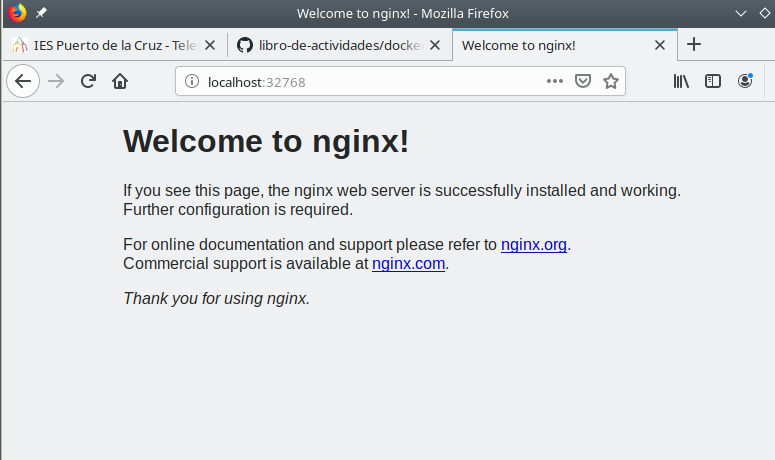 Welcome to nginx! - Mozilla Firefox
IES Puerto de la Cruz - Tele
libro-de-actividades/docke
Welcome to nginx!
localhost:32768
Welcome to nginx!
If you see this page, the nginx web server is successfully installed and working.
Further configuration is required.
For online documentation and support please refer to nginx.org.
Commercial support is available at nginx.com.
Thank you for using nginx.